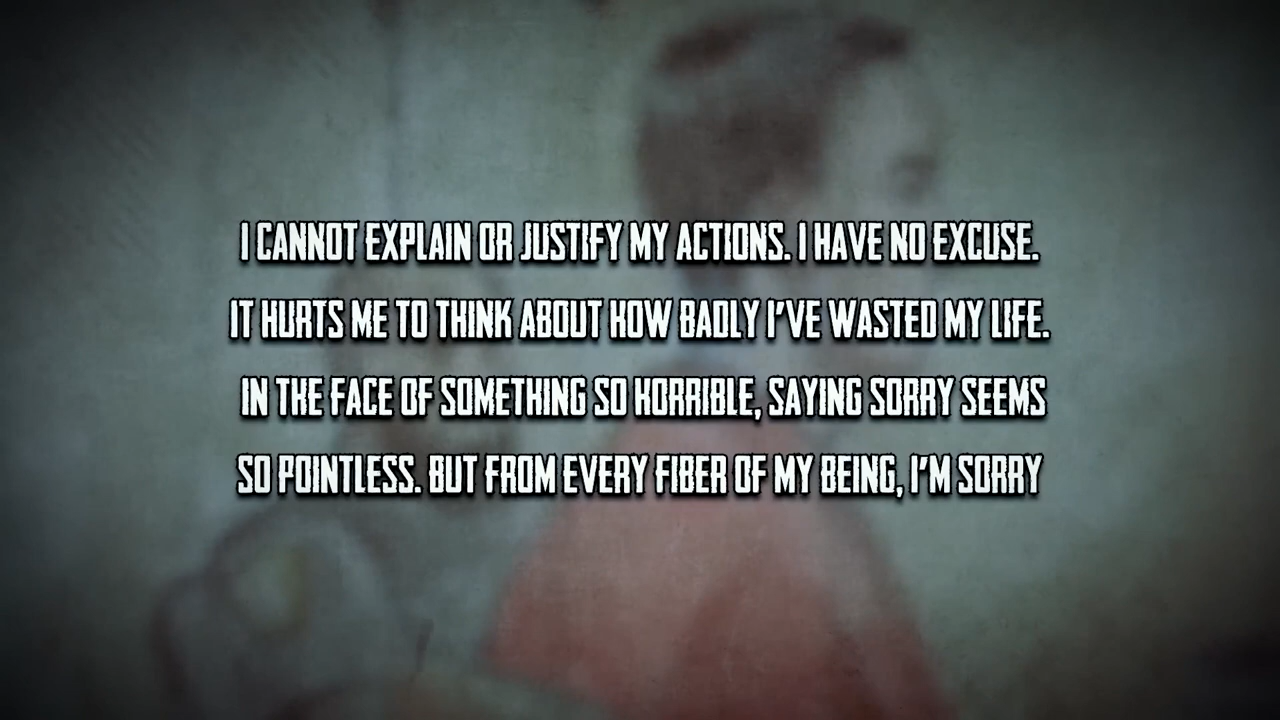 I CANNOT EXPLAIN OR JUSTIFY MY ACTIONS. I HAVE NO EXCUSE.
IT HURTS ME TO THINK ABOUT HOW BADLY I'VE WASTED MY LIFE.
IN THE FACE OF SOMETHING SO HORRIBLE, SAYING SORRY SEEMS
SO POINTLESS. BUT FROM EVERY FIBER OF MY BEING, I'M SORRY